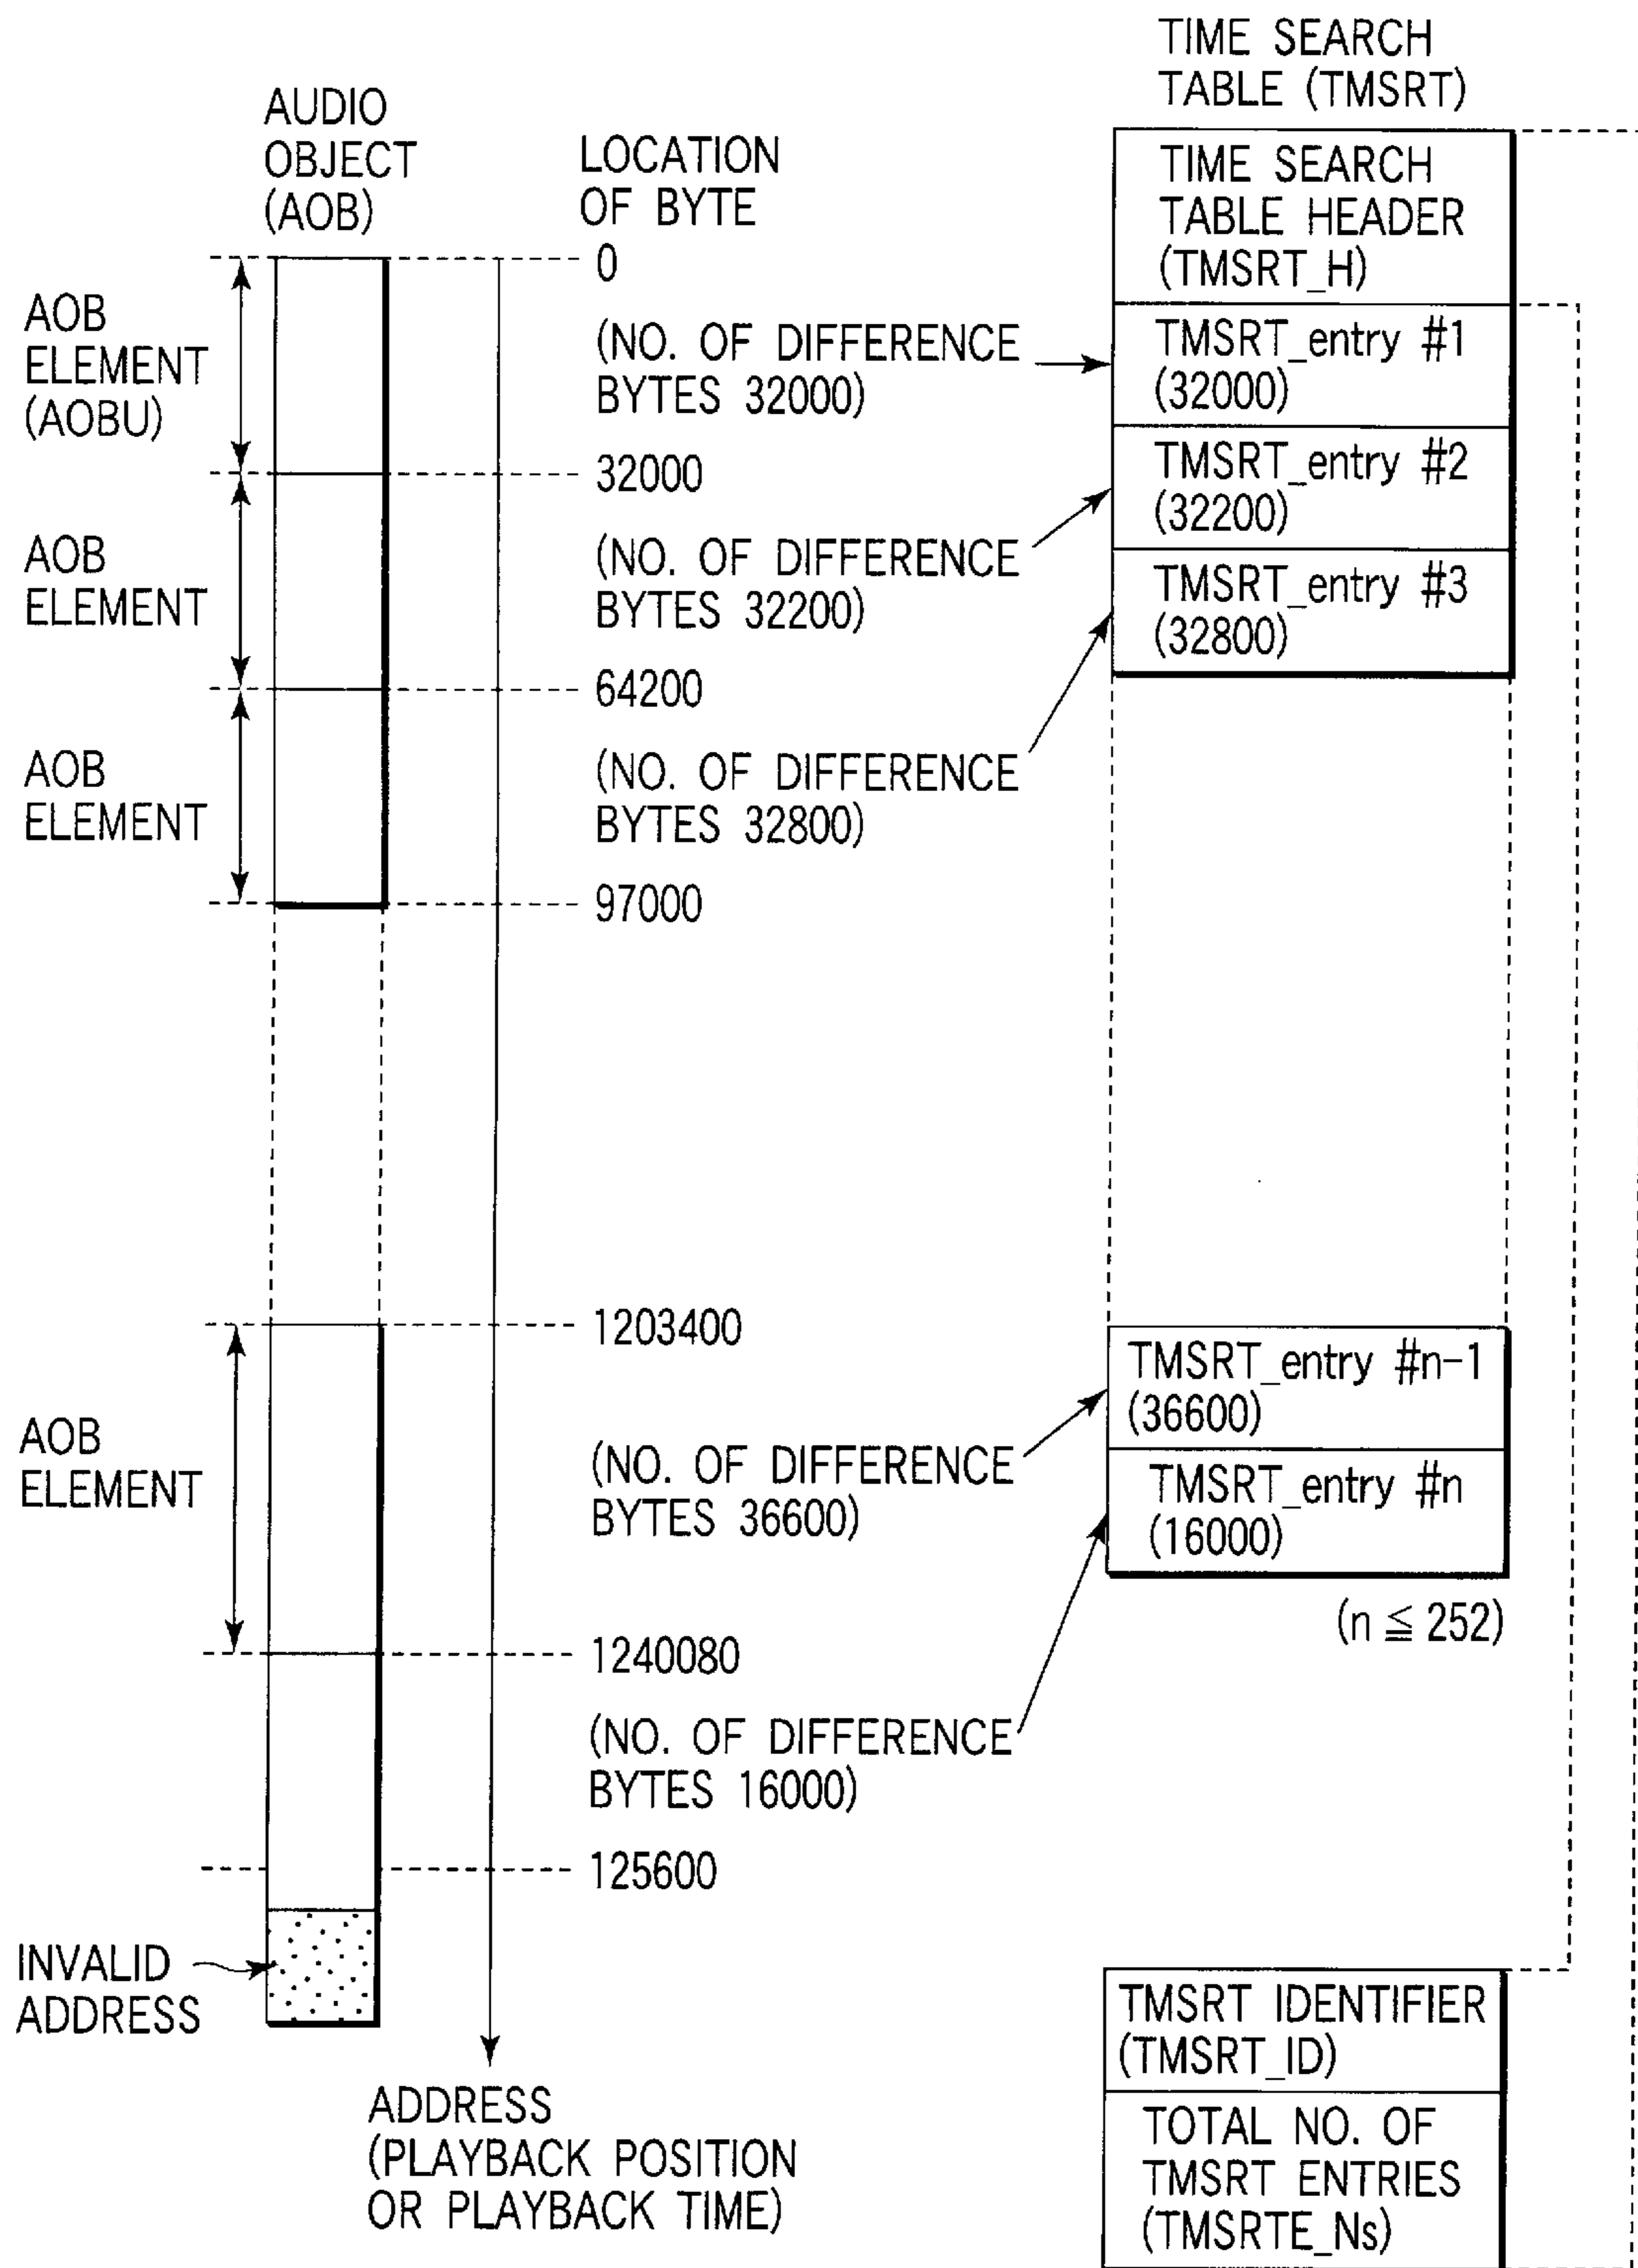 TIME SEARCH
TABLE (TMSRT)
AUDIO
OBJECT
(AOB)
LOCATION
OF BYTE
TIME SEARCH
TABLE HEADER
(TMSRT_H)
0
AOB
ELEMENT
(AOBU)
(NO. OF DIFFERENCE
BYTES 32000)
TMSRT_entry #1
(32000)
32000
TMSRT_entry #2
(32200)
AOB
ELEMENT
(NO. OF DIFFERENCE
BYTES 32200)
TMSRT_entry #3
(32800)
64200
AOB
ELEMENT
(NO. OF DIFFERENCE
BYTES 32800)
97000
1203400
TMSRT_entry #n-1
(36600)
AOB
ELEMENT
(NO. OF DIFFERENCE
BYTES 36600)
TMSRT_entry #n
(16000)
(n ≦ 252)
1240080
(NO. OF DIFFERENCE
BYTES 16000)
125600
INVALID
ADDRESS
TMSRT IDENTIFIER
(TMSRT_ID)
ADDRESS
(PLAYBACK POSITION
OR PLAYBACK TIME)
TOTAL NO. OF
TMSRT ENTRIES
(TMSRTE_Ns)